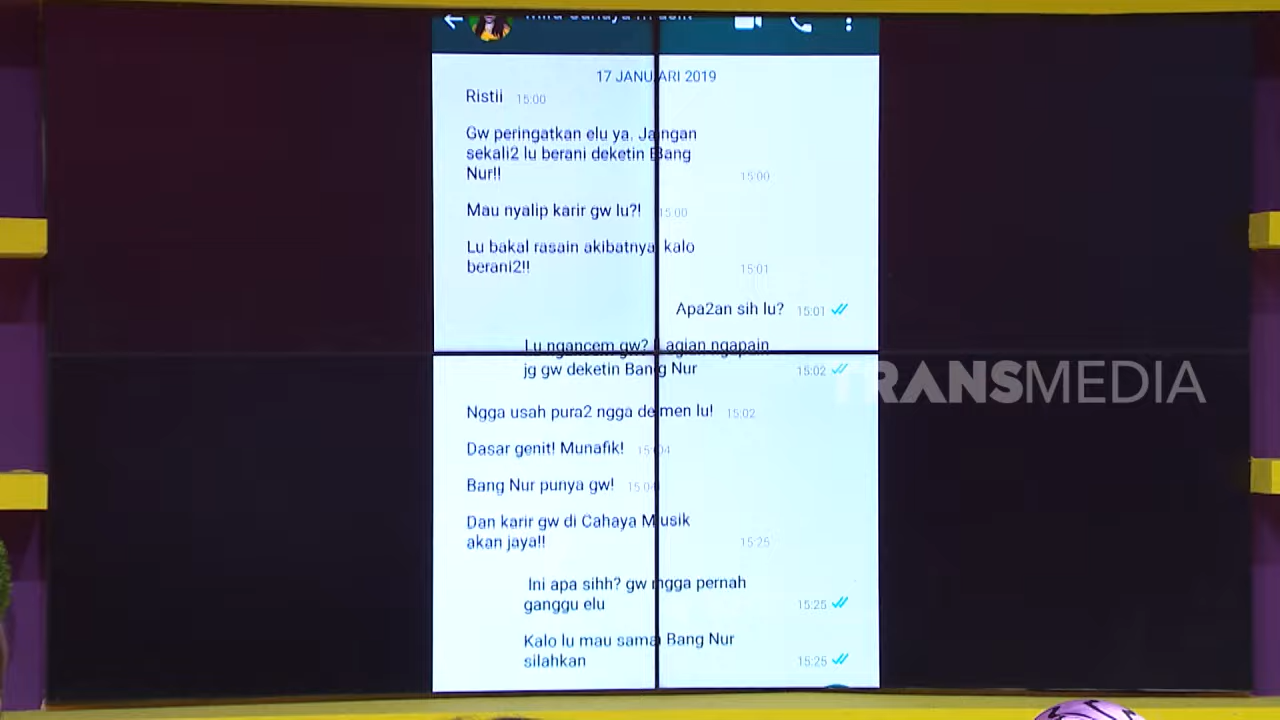 17 JANUARI 2019
Ristii 15:00
Gw peringatkan elu ya. Jangan
sekali2 lu berani deketin Bang
Nur!! 15:00
Mau nyalip karir gw lu?! 15:00
Lu bakal rasain akibatnya kalo
berani2!! 15:01
Apa2an sih lu? 15:01
Lu ngancem gw? Lagian ngapain
jg gw deketin Bang Nur 15:02
TRANSMEDIA
Ngga usah pura2 ngga demen lu! 15:02
Dasar genit! Munafik! 15:04
Bang Nur punya gw! 15:04
Dan karir gw di Cahaya Musik
akan jaya!! 15:25
Ini apa sihh? gw ngga pernah
ganggu elu 15:25
Kalo lu mau sama Bang Nur
silahkan 15:25